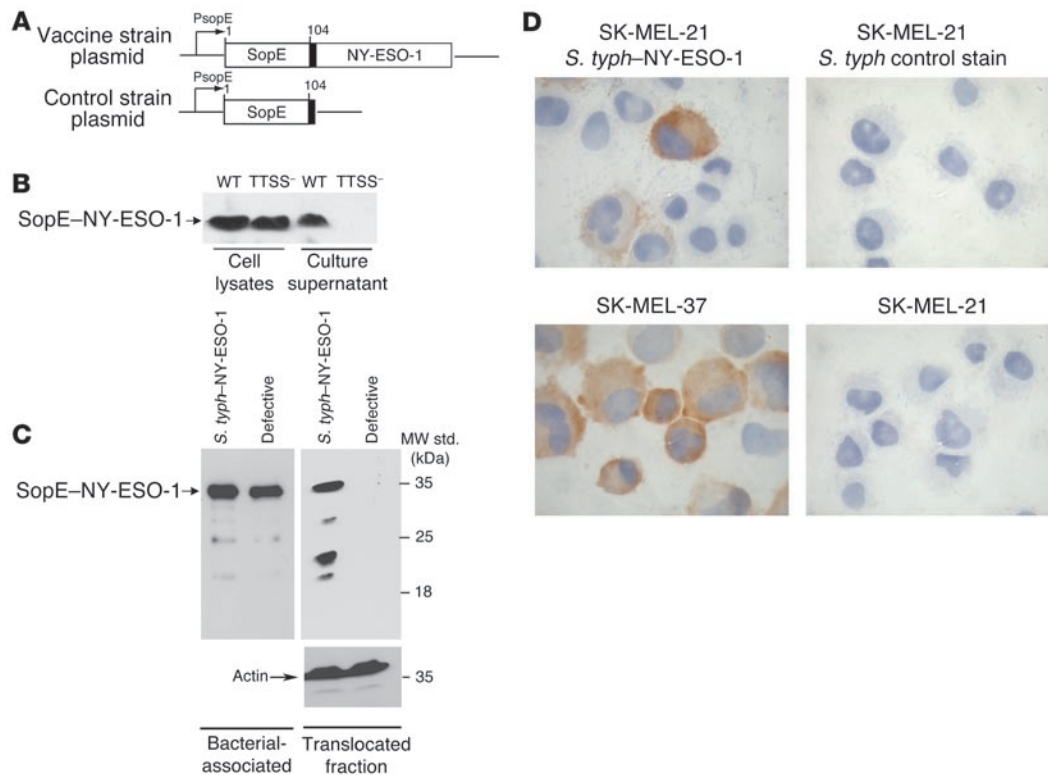 A
PsopE
1
104
Vaccine strain
plasmid
SopE
NY-ESO-1
PsopE
1
104
Control strain
plasmid
SopE
B
WT TTSS– WT TTSS–
SopE–NY-ESO-1
Cell
lysates
Culture
supernatant
C
S. typh–NY-ESO-1
Defective
S. typh–NY-ESO-1
Defective
MW std.
(kDa)
SopE–NY-ESO-1
– 35
– 25
– 18
Actin
– 35
Bacterial-
associated
Translocated
fraction
D
SK-MEL-21
S. typh–NY-ESO-1
SK-MEL-21
S. typh control stain
SK-MEL-37
SK-MEL-21